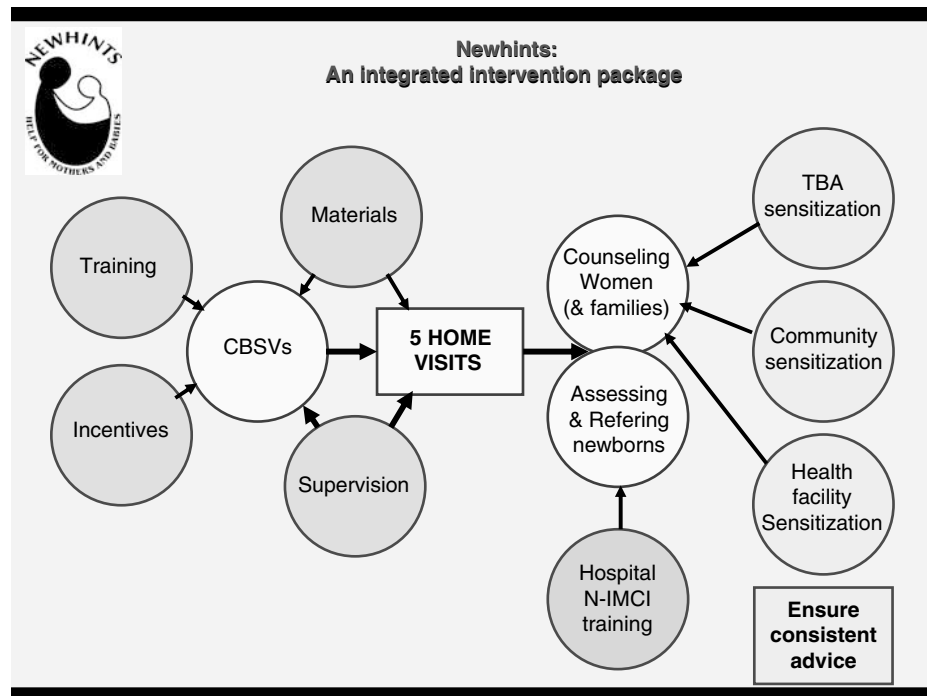 NEWHINTS
HELP FOR MOTHERS AND BABIES
Newhints:
An integrated intervention package
Training
Materials
Incentives
CBSVs
Supervision
5 HOME
VISITS
Counseling
Women
(& families)
Assessing
& Refering
newborns
Hospital
N-IMCI
training
TBA
sensitization
Community
sensitization
Health
facility
Sensitization
Ensure
consistent
advice